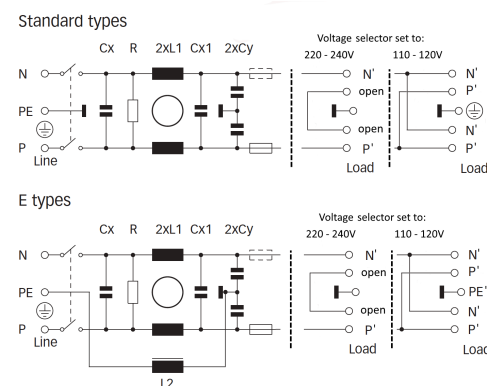 Standard types
Voltage selector set to:
Cx R 2xL1 Cx1 2xCy 220 - 240V 110 - 120V
N N' N'
open P'
PE
open N'
P P' P'
Line Load Load
E types
Voltage selector set to:
Cx R 2xL1 Cx1 2xCy 220 - 240V 110 - 120V
N N' N'
open P'
PE PE'
open N'
P P' P'
Line Load Load
L2